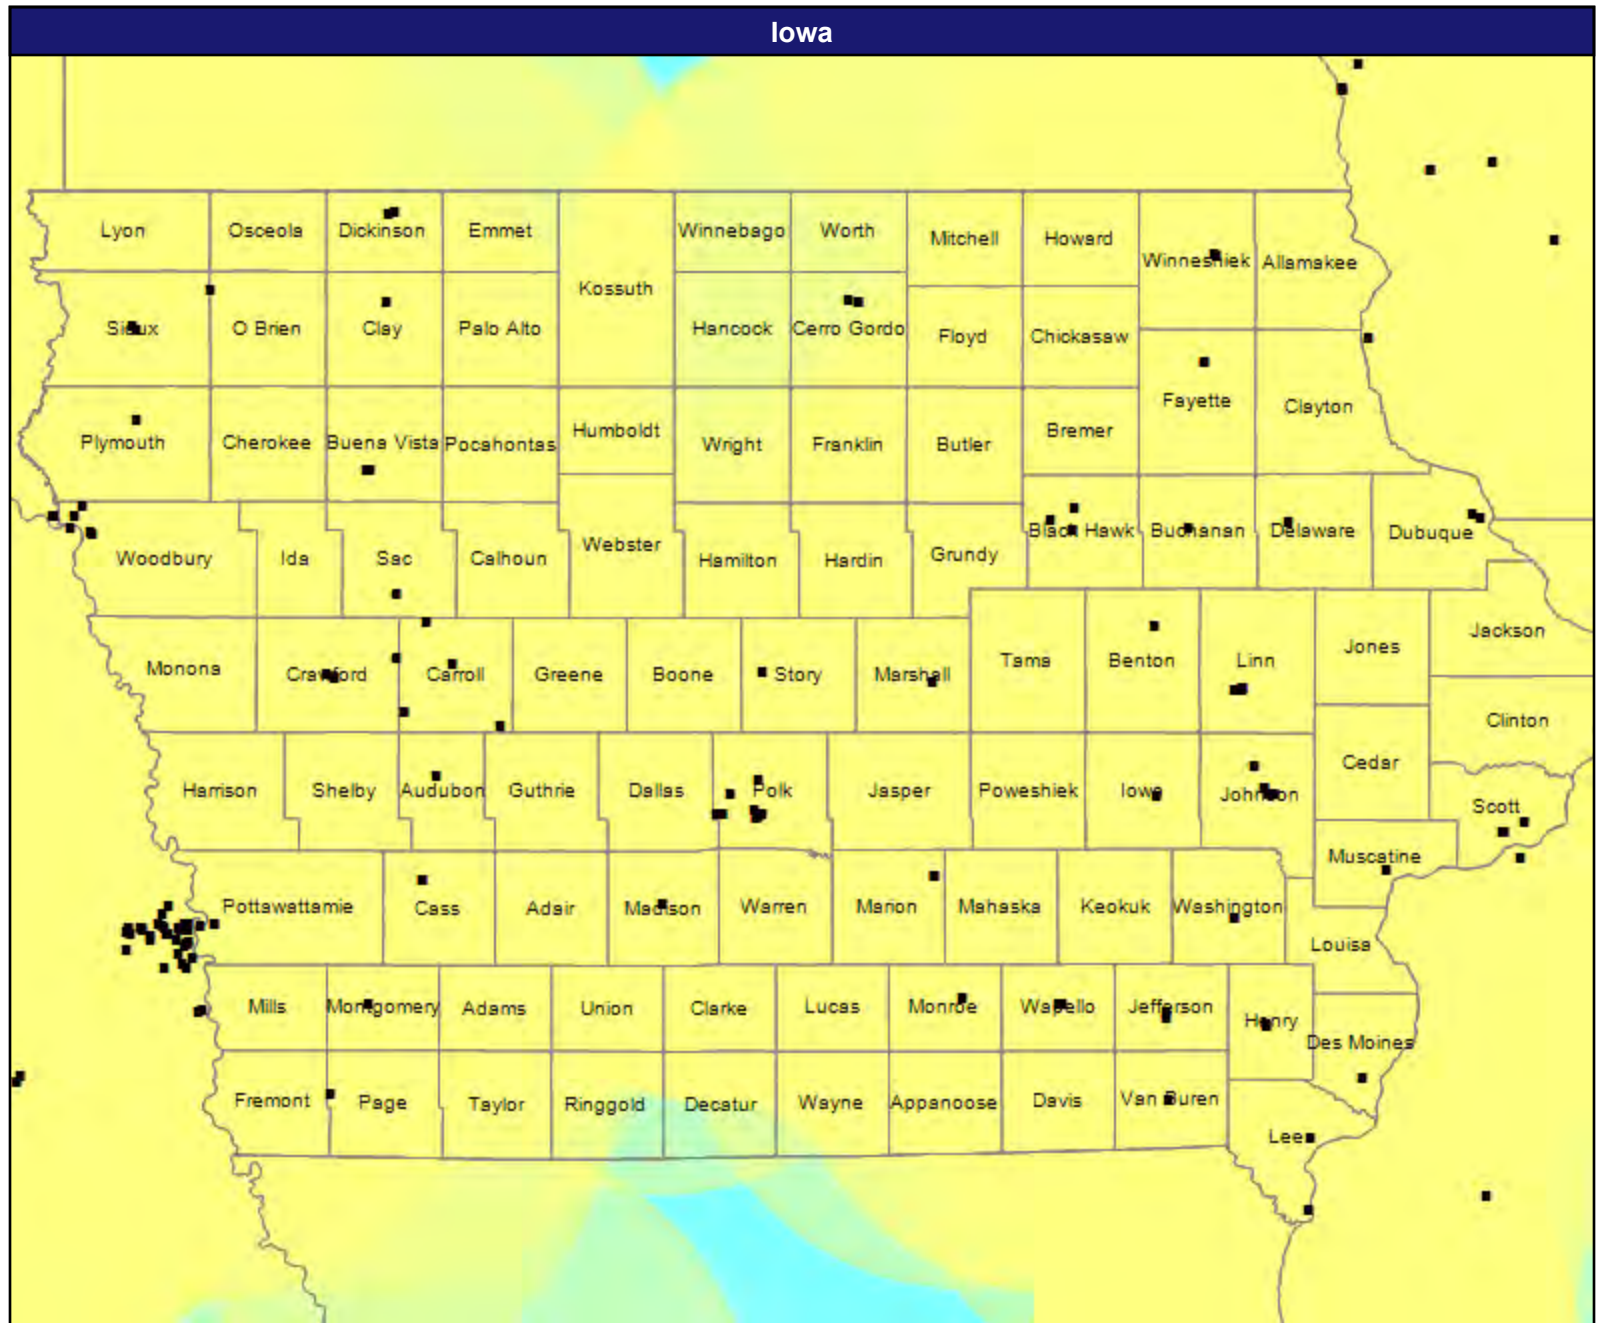 Iowa
Lyon
Osceola
Dickinson
Emmet
Winnebago
Worth
Mitchell
Howard
Winneshiek
Allamakee
Kossuth
Sioux
O Brien
Clay
Palo Alto
Hancock
Cerro Gordo
Floyd
Chickasaw
Fayette
Clayton
Plymouth
Cherokee
Buena Vista
Pocahontas
Humboldt
Wright
Franklin
Butler
Bremer
Woodbury
Ida
Sac
Calhoun
Webster
Hamilton
Hardin
Grundy
Black Hawk
Buchanan
Delaware
Dubuque
Monona
Crawford
Carroll
Greene
Boone
Story
Marshall
Tama
Benton
Linn
Jones
Jackson
Clinton
Harrison
Shelby
Audubon
Guthrie
Dallas
Polk
Jasper
Poweshiek
Iowa
Johnson
Cedar
Scott
Muscatine
Pottawattamie
Cass
Adair
Madison
Warren
Marion
Mahaska
Keokuk
Washington
Louisa
Mills
Montgomery
Adams
Union
Clarke
Lucas
Monroe
Wapello
Jefferson
Henry
Des Moines
Fremont
Page
Taylor
Ringgold
Decatur
Wayne
Appanoose
Davis
Van Buren
Lee